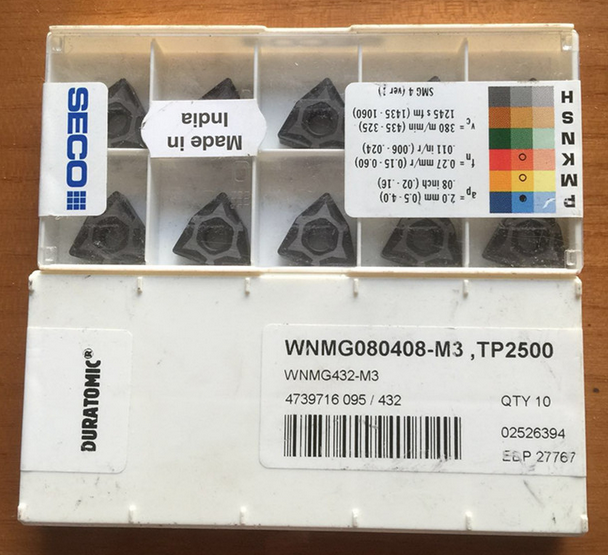 SECO
Made in
India
SMG 4 (ver 2)
vc = 380 m/min (435-325)
1245 s fm (1435-1060)
fn = 0.27 mm/v (0.15-0.60)
.011 in/r (.006-.024)
ap = 2.0 mm (0.5-4.0)
.08 inch (.02-.16)
P M K N S H
DURATOMIC®
WNMG080408-M3 ,TP2500
WNMG432-M3
4739716 095 / 432
QTY 10
02526394
EBP 27767